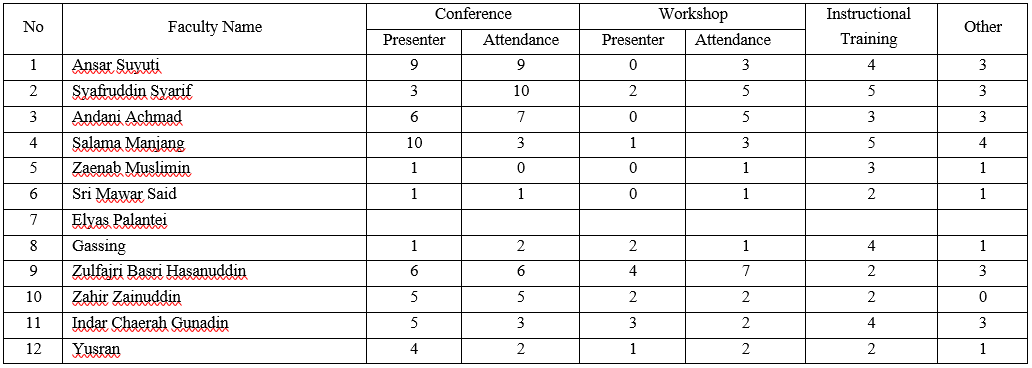 No Faculty Name Conference Workshop Instructional Training Other
Presenter Attendance Presenter Attendance
1 Ansar Suyuti 9 9 0 3 4 3
2 Syafruddin Syarif 3 10 2 5 5 3
3 Andani Achmad 6 7 0 5 3 3
4 Salama Manjang 10 3 1 3 5 4
5 Zaenab Muslimin 1 0 0 1 3 1
6 Sri Mawar Said 1 1 0 1 2 1
7 Elyas Palantei
8 Gassing 1 2 2 1 4 1
9 Zulfajri Basri Hasanuddin 6 6 4 7 2 3
10 Zahir Zainuddin 5 5 2 2 2 0
11 Indar Chaerah Gunadin 5 3 3 2 4 3
12 Yusran 4 2 1 2 2 1